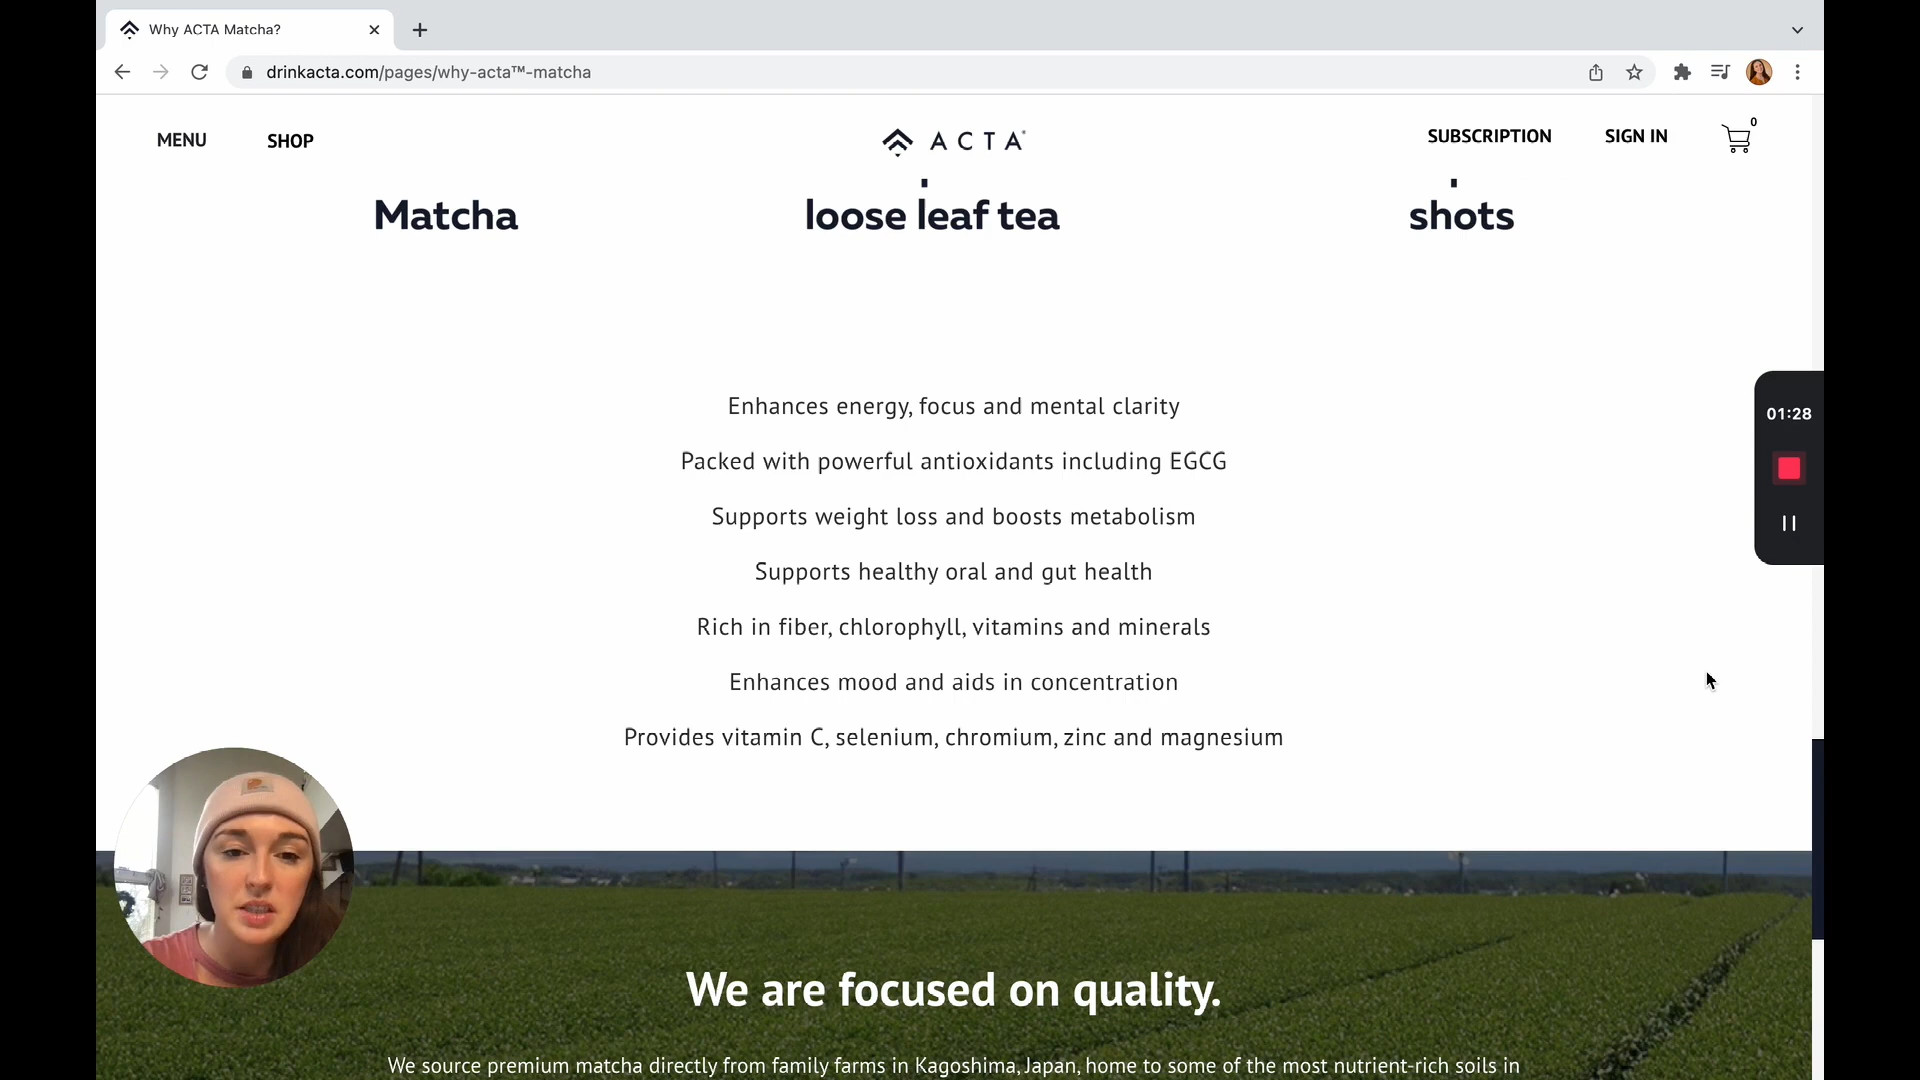 Why ACTA Matcha?
drinkacta.com/pages/why-acta™-matcha
MENU
SHOP
ACTA
SUBSCRIPTION
SIGN IN
0
Matcha
loose leaf tea
shots
Enhances energy, focus and mental clarity
Packed with powerful antioxidants including EGCG
01:28
Supports weight loss and boosts metabolism
Supports healthy oral and gut health
Rich in fiber, chlorophyll, vitamins and minerals
Enhances mood and aids in concentration
Provides vitamin C, selenium, chromium, zinc and magnesium
We are focused on quality.
We source premium matcha directly from family farms in Kagoshima, Japan, home to some of the most nutrient-rich soils in